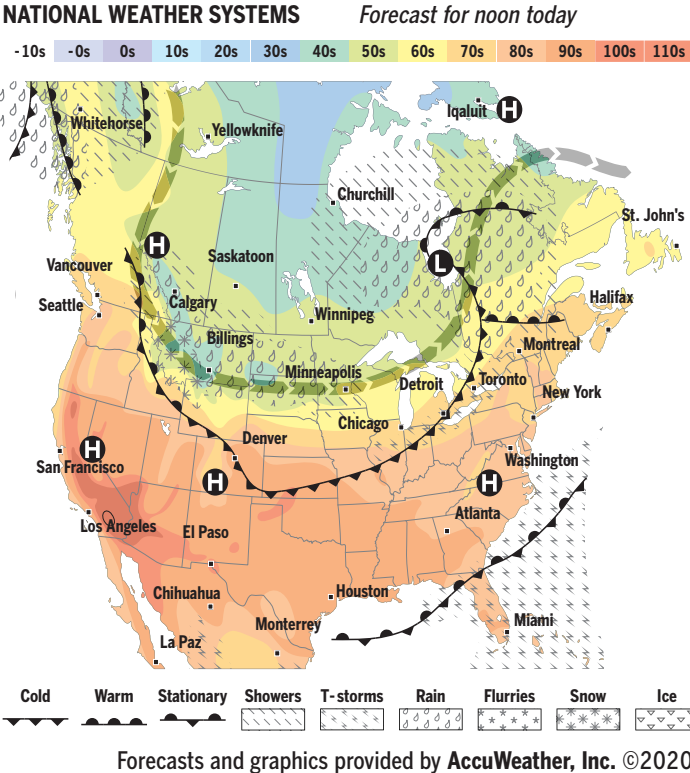 NATIONAL WEATHER SYSTEMS Forecast for noon today
-10s -0s 0s 10s 20s 30s 40s 50s 60s 70s 80s 90s 100s 110s
Iqaluit H
Whitehorse
Yellowknife
Churchill
St. John's
H
Saskatoon
L
Vancouver
Calgary
Halifax
Seattle
Winnipeg
Billings
Montreal
Minneapolis
Detroit
Toronto
New York
Chicago
Denver
H
San Francisco
Washington
H
H
Los Angeles
Atlanta
El Paso
Chihuahua
Houston
Monterrey
Miami
La Paz
Cold Warm Stationary Showers T-storms Rain Flurries Snow Ice
Forecasts and graphics provided by AccuWeather, Inc. ©2020